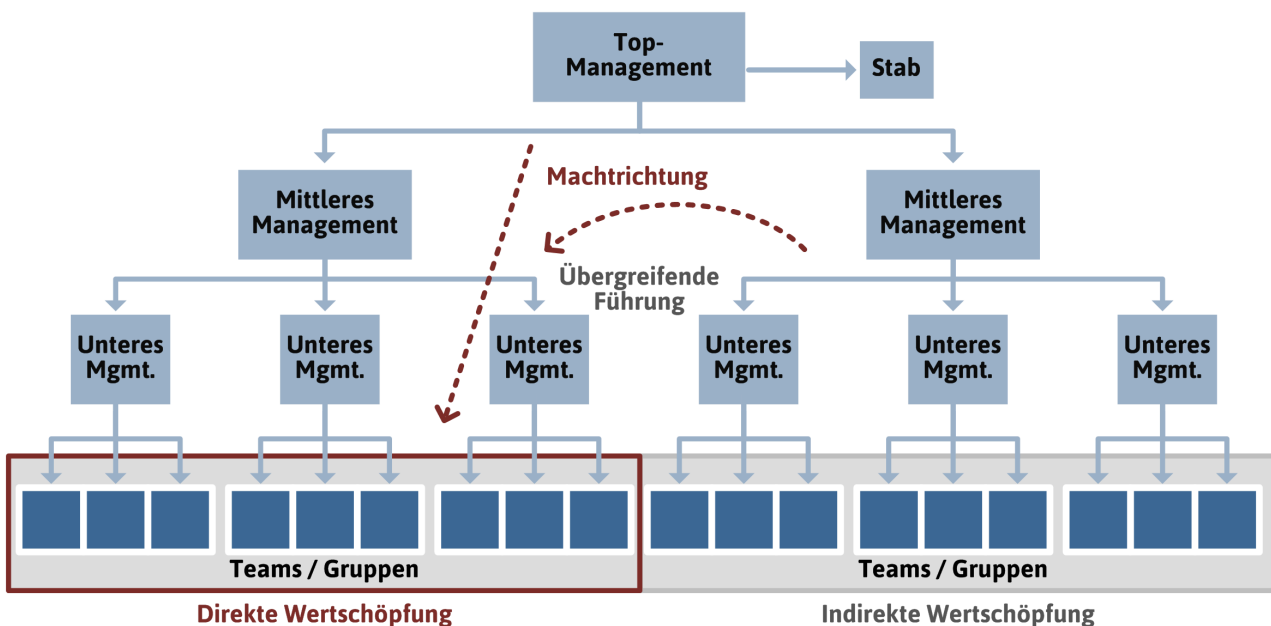 Top-
Management
Stab
Machtrichtung
Mittleres
Management
Mittleres
Management
Übergreifende
Führung
Unteres
Mgmt.
Unteres
Mgmt.
Unteres
Mgmt.
Unteres
Mgmt.
Unteres
Mgmt.
Unteres
Mgmt.
Teams / Gruppen
Teams / Gruppen
Direkte Wertschöpfung
Indirekte Wertschöpfung